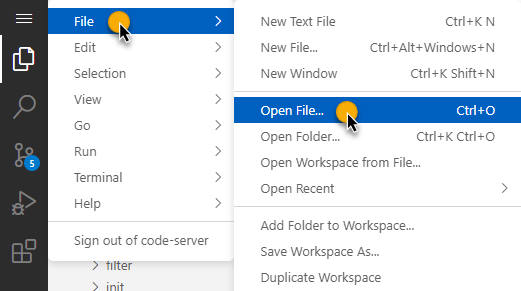 File
Edit
Selection
View
Go
Run
Terminal
Help
Sign out of code-server
filter
init
5
New Text File Ctrl+K N
New File... Ctrl+Alt+Windows+N
New Window Ctrl+K Shift+N
Open File... Ctrl+O
Open Folder... Ctrl+K Ctrl+O
Open Workspace from File...
Open Recent
Add Folder to Workspace...
Save Workspace As...
Duplicate Workspace